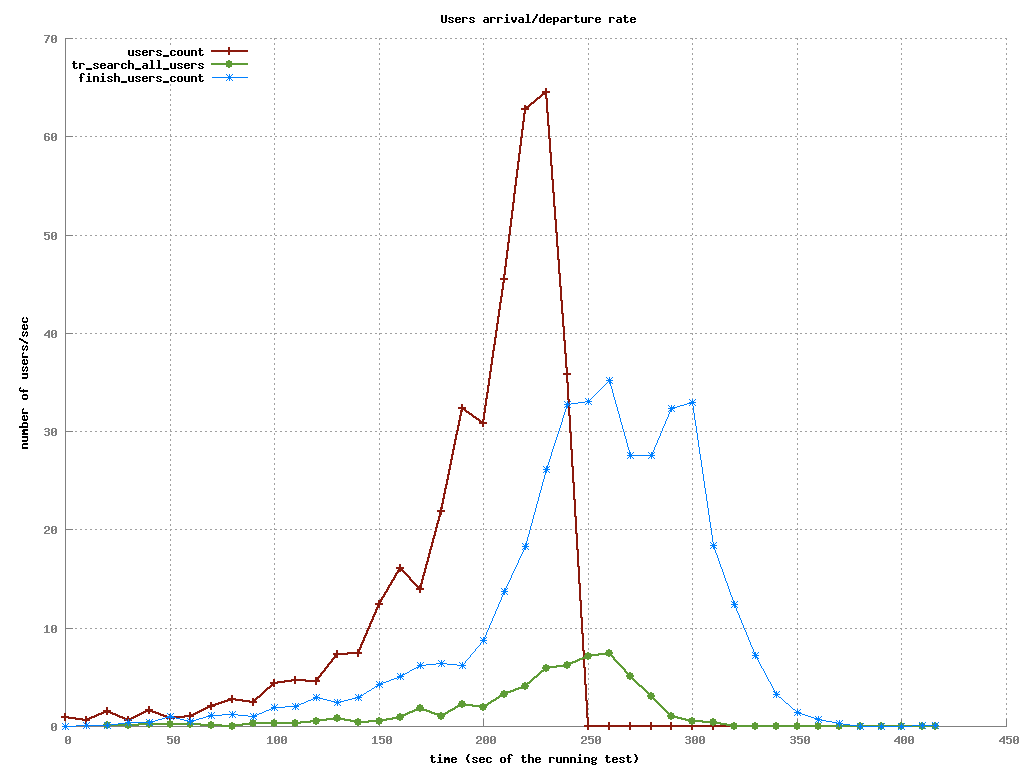 Users arrival/departure rate
users_count
tr_search_all_users
finish_users_count
70
60
50
40
30
20
10
0
number of users/sec
0 50 100 150 200 250 300 350 400 450
time (sec of the running test)